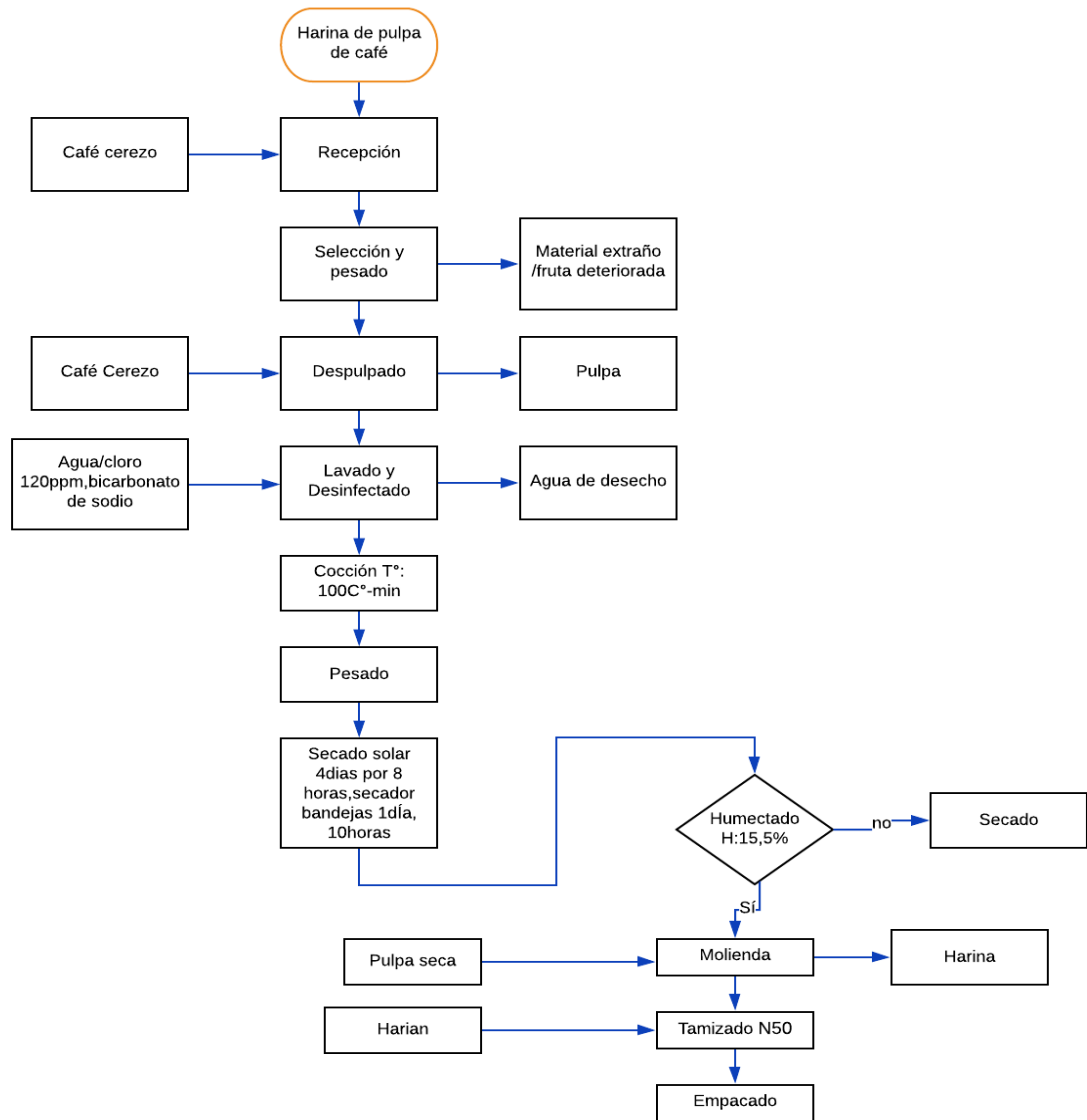 Harina de pulpa
de café
Café cerezo
Recepción
Selección y
pesado
Material extraño
/fruta deteriorada
Café Cerezo
Despulpado
Pulpa
Agua/cloro
120ppm,bicarbonato
de sodio
Lavado y
Desinfectado
Agua de desecho
Cocción T°:
100C°-min
Pesado
Secado solar
4dias por 8
horas,secador
bandejas 1dÍa,
10horas
Humectado
H:15,5%
no
Secado
Sí
Pulpa seca
Molienda
Harina
Harian
Tamizado N50
Empacado